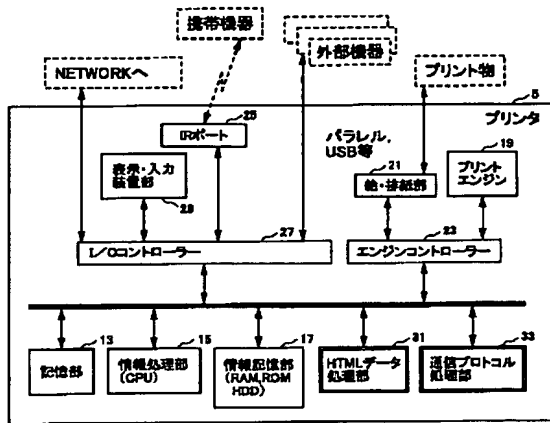 携帯機器
外部機器
NETWORKへ
プリント物
5
プリンタ
25
IRポート
パラレル,
USB等
19
プリント
エンジン
表示・入力
装置部
21
給・排紙部
27
23
I/Oコントローラー
エンジンコントローラー
13
記憶部
15
情報処理部
(CPU)
17
情報記憶部
(RAM,ROM
HDD)
31
HTMLデータ
処理部
33
通信プロトコル
処理部